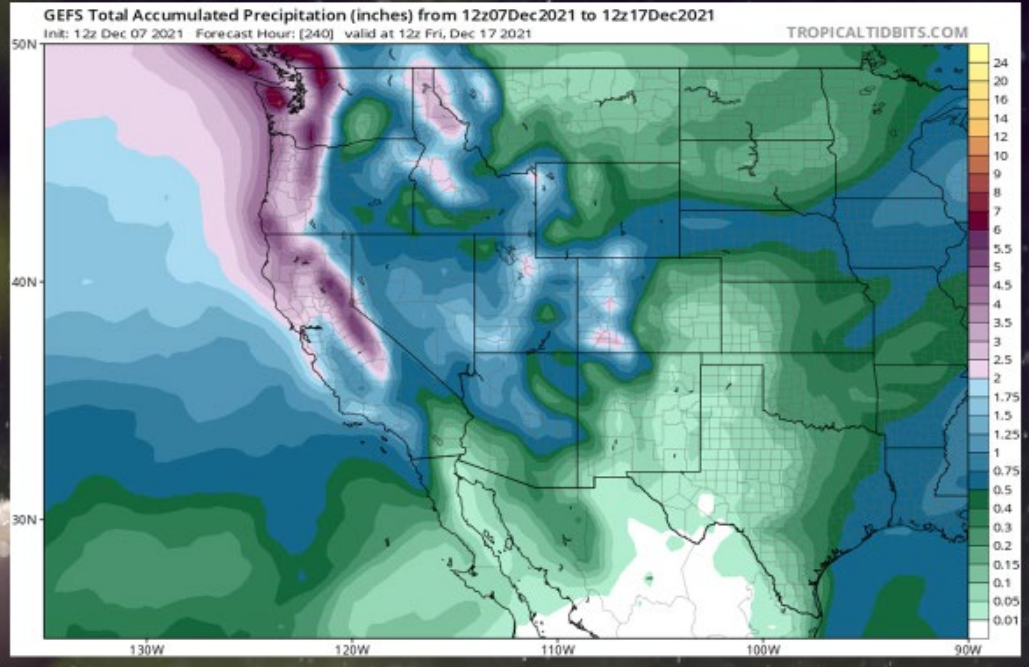 GEFS Total Accumulated Precipitation (inches) from 12z07Dec2021 to 12z17Dec2021
Init: 12z Dec 07 2021 Forecast Hour: [240] valid at 12z Fri, Dec 17 2021
TROPICALTIDBITS.COM
50N
40N
30N
130W
120W
110W
100W
90W
24
20
16
14
12
10
9
8
7
6
5.5
5
4.5
4
3.5
3
2.5
2
1.75
1.5
1.25
1
0.75
0.5
0.4
0.3
0.2
0.15
0.1
0.05
0.01